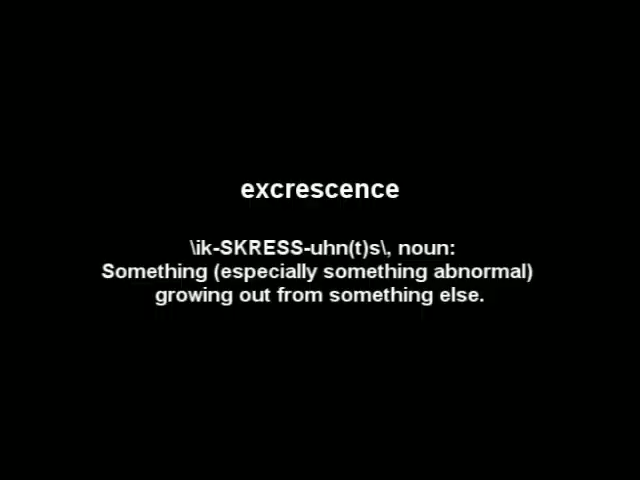 excrescence
\ik-SKRESS-uhn(t)s\, noun:
Something (especially something abnormal)
growing out from something else.